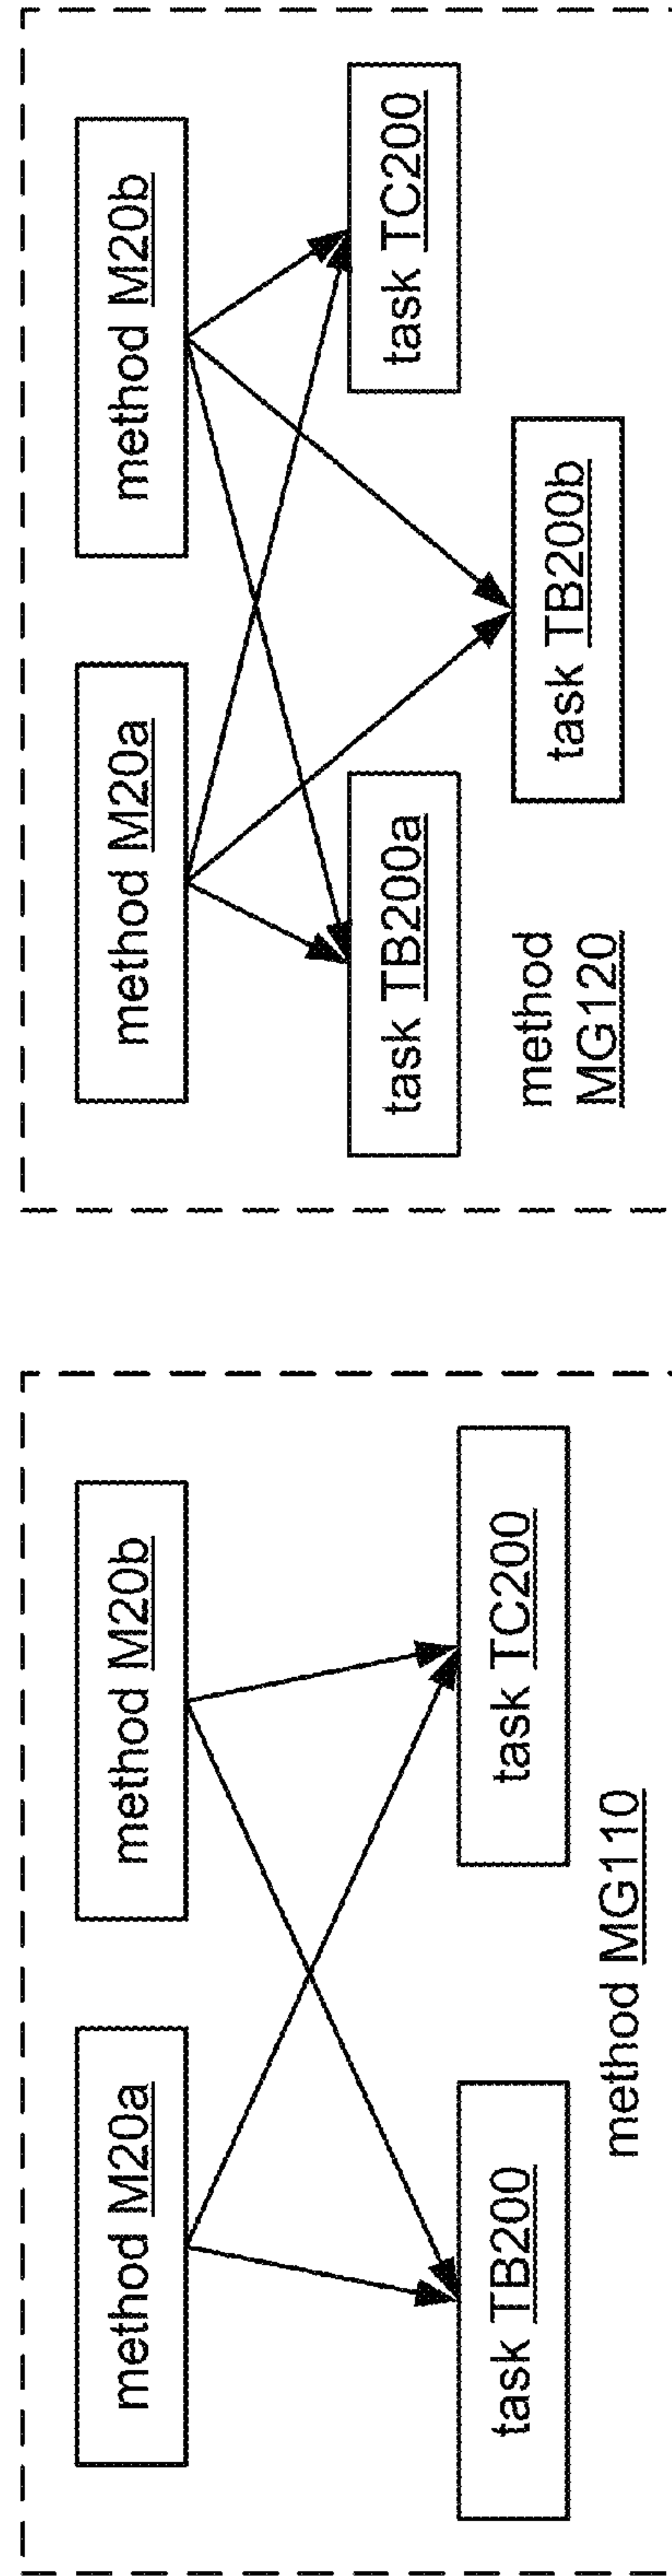 method M20a
method M20b
task TB200
task TC200
method MG110
method M20a
method M20b
task TB200a
task TC200
task TB200b
method
MG120